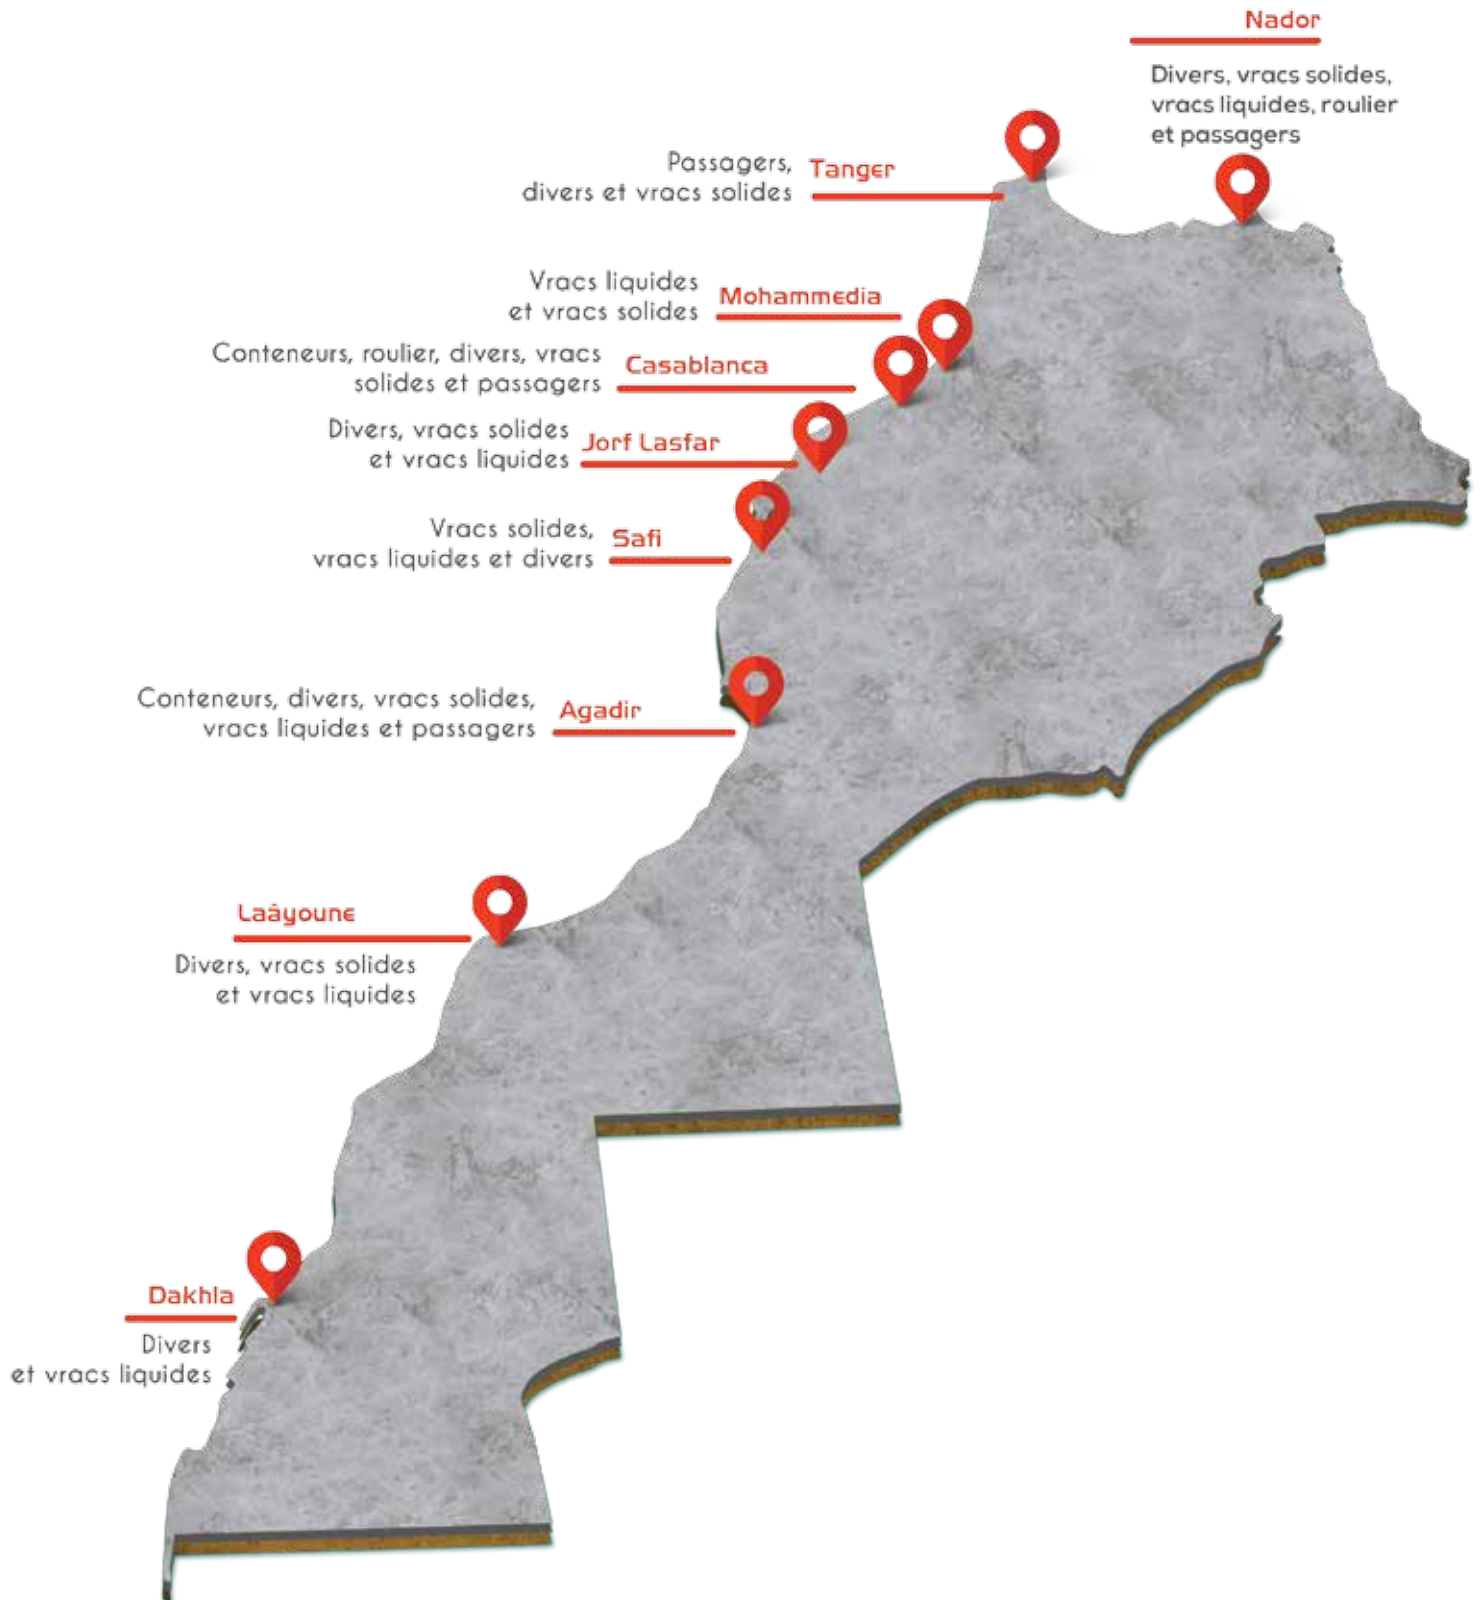 Nador
Divers, vracs solides,
vracs liquides, roulier
et passagers
Passagers,
divers et vracs solides
Tanger
Vracs liquides
et vracs solides
Mohammedia
Conteneurs, roulier, divers, vracs
solides et passagers
Casablanca
Divers, vracs solides
et vracs liquides
Jorf Lasfar
Vracs solides,
vracs liquides et divers
Safi
Conteneurs, divers, vracs solides,
vracs liquides et passagers
Agadir
Laâyoune
Divers, vracs solides
et vracs liquides
Dakhla
Divers
et vracs liquides